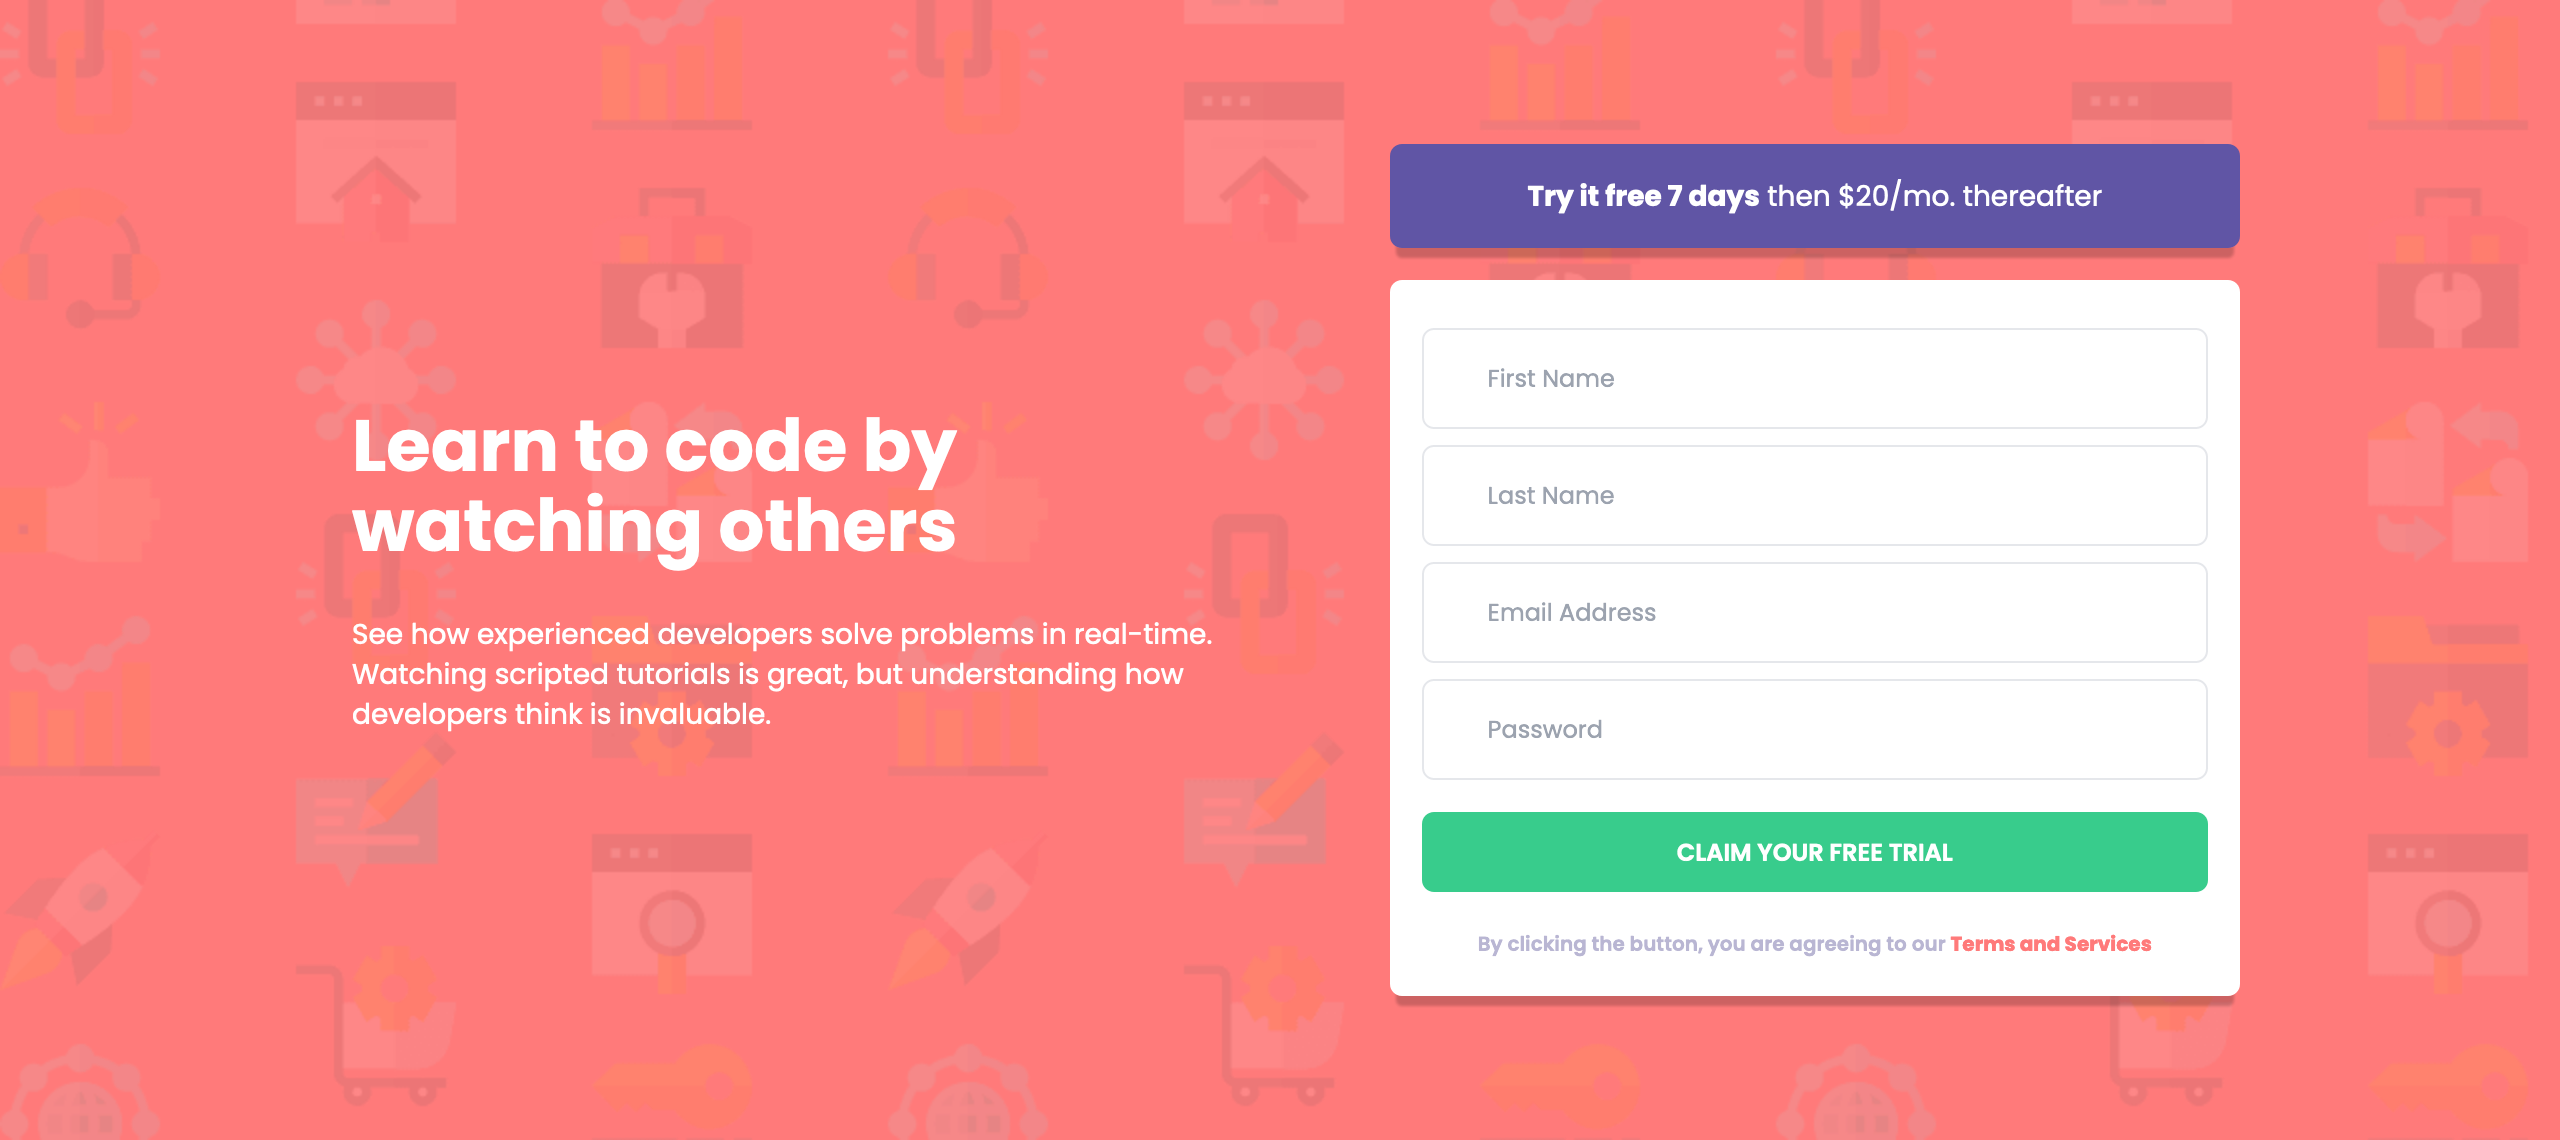 Learn to code by
watching others
See how experienced developers solve problems in real-time.
Watching scripted tutorials is great, but understanding how
developers think is invaluable.
Try it free 7 days then $20/mo. thereafter
First Name
Last Name
Email Address
Password
CLAIM YOUR FREE TRIAL
By clicking the button, you are agreeing to our Terms and Services